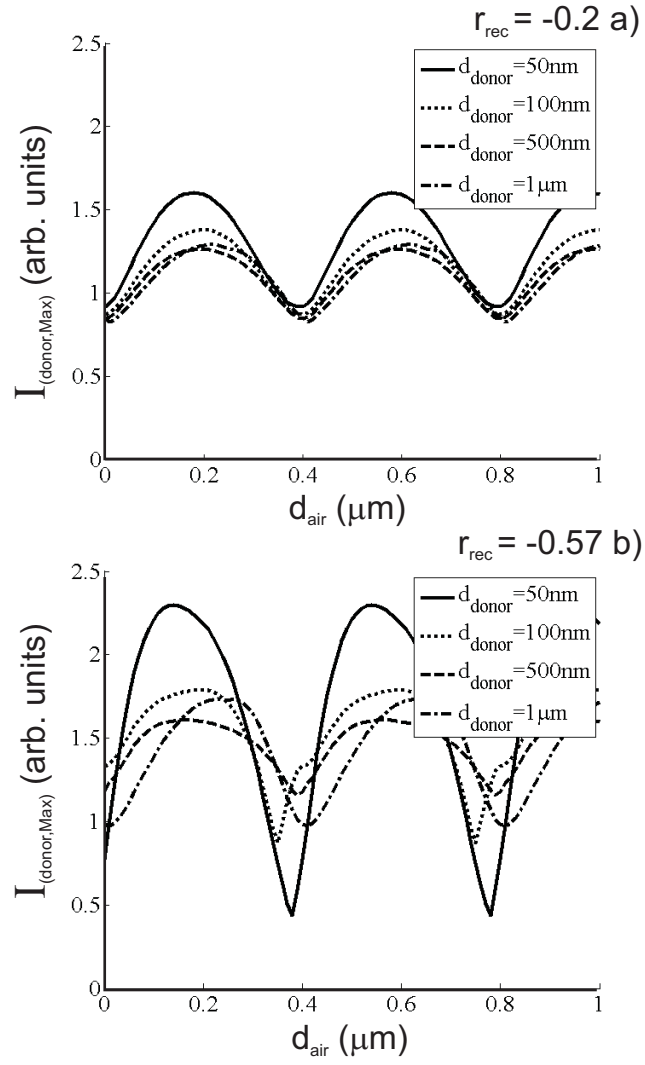 r_rec = -0.2 a)
2.5
2
1.5
1
0.5
0
d_donor=50nm
d_donor=100nm
d_donor=500nm
d_donor=1μm
I_(donor,Max) (arb. units)
0 0.2 0.4 0.6 0.8 1
d_air (μm)
r_rec = -0.57 b)
2.5
2
1.5
1
0.5
0
d_donor=50nm
d_donor=100nm
d_donor=500nm
d_donor=1μm
I_(donor,Max) (arb. units)
0 0.2 0.4 0.6 0.8 1
d_air (μm)